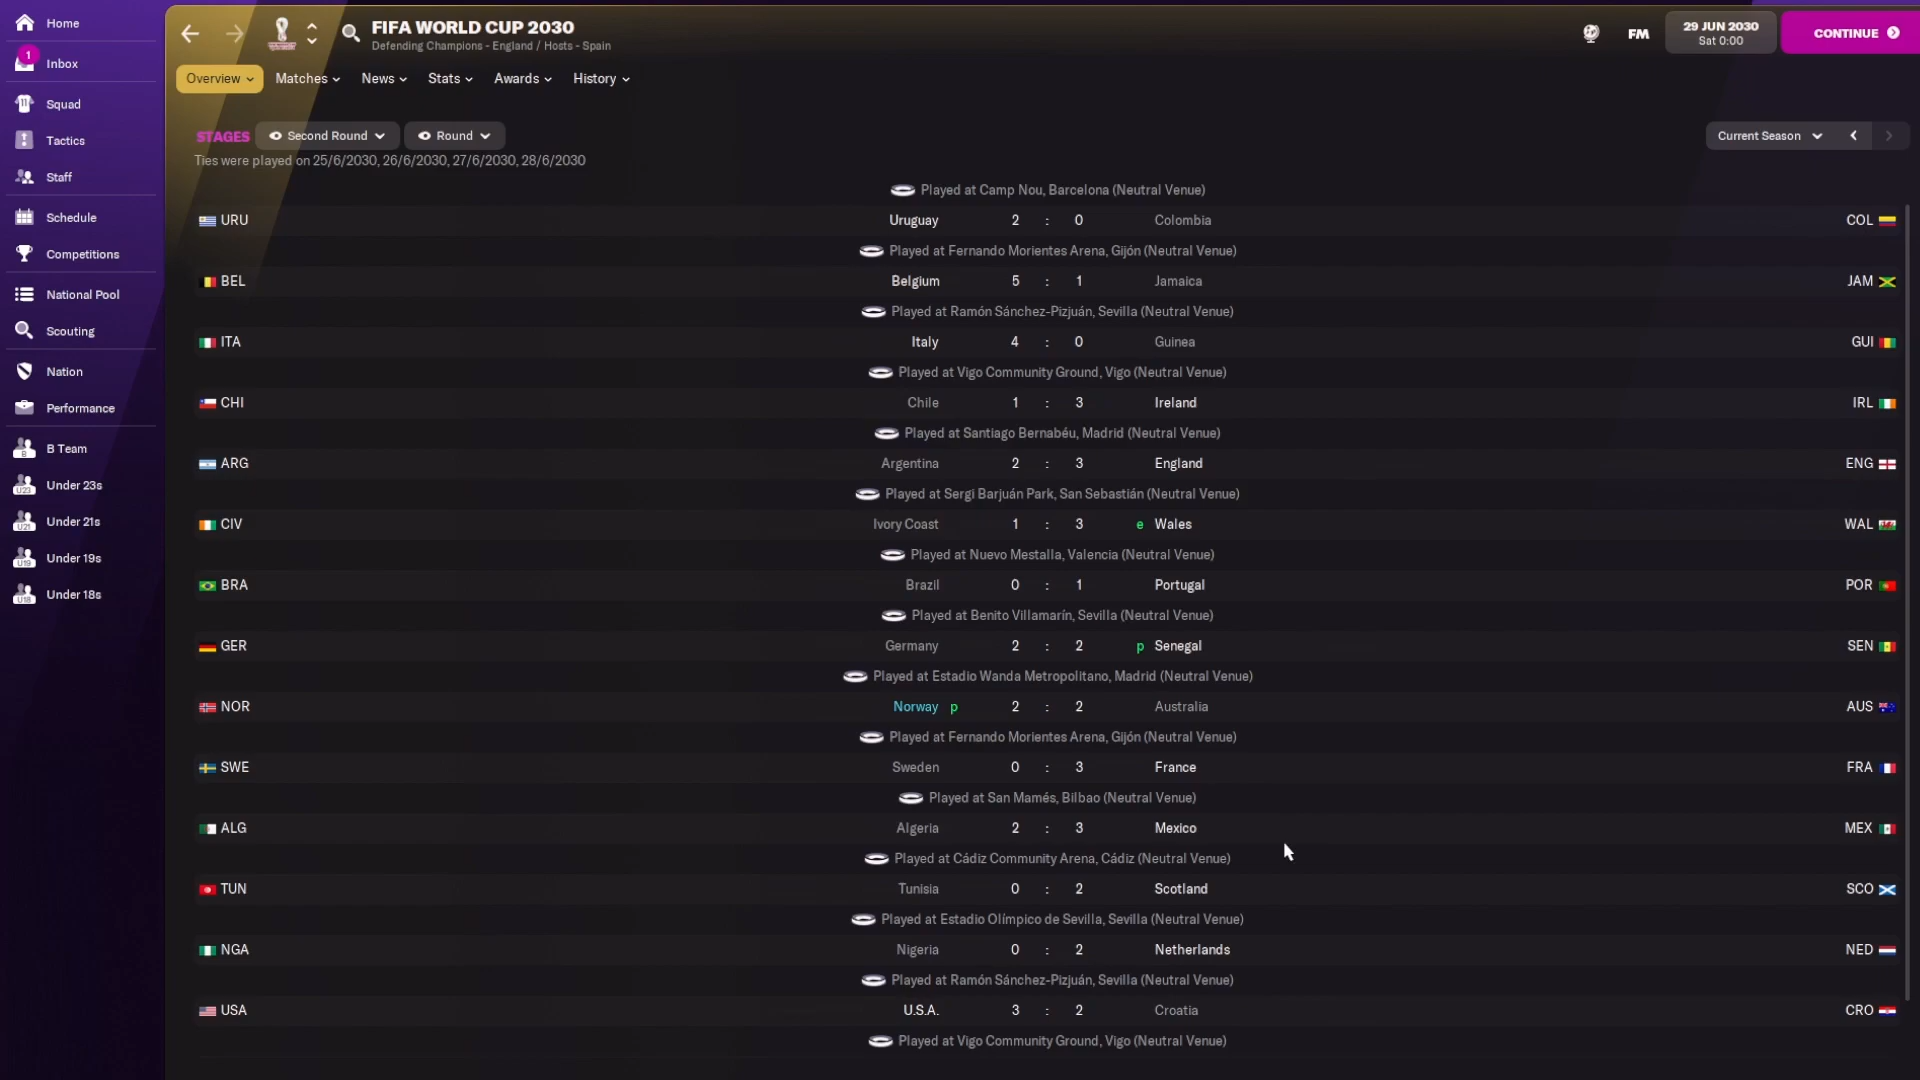 Home
1
Inbox
Squad
Tactics
Staff
Schedule
Competitions
National Pool
Scouting
Nation
Performance
B Team
Under 23s
Under 21s
Under 19s
Under 18s
FIFA WORLD CUP 2030
Defending Champions - England / Hosts - Spain
FM
29 JUN 2030
Sat 0:00
CONTINUE
Overview
Matches
News
Stats
Awards
History
STAGES
Second Round
Round
Current Season
Ties were played on 25/6/2030, 26/6/2030, 27/6/2030, 28/6/2030
Played at Camp Nou, Barcelona (Neutral Venue)
URU Uruguay 2 : 0 Colombia COL
Played at Fernando Morientes Arena, Gijón (Neutral Venue)
BEL Belgium 5 : 1 Jamaica JAM
Played at Ramón Sánchez-Pizjuán, Sevilla (Neutral Venue)
ITA Italy 4 : 0 Guinea GUI
Played at Vigo Community Ground, Vigo (Neutral Venue)
CHI Chile 1 : 3 Ireland IRL
Played at Santiago Bernabéu, Madrid (Neutral Venue)
ARG Argentina 2 : 3 England ENG
Played at Sergi Barjuán Park, San Sebastián (Neutral Venue)
CIV Ivory Coast 1 : 3 e Wales WAL
Played at Nuevo Mestalla, Valencia (Neutral Venue)
BRA Brazil 0 : 1 Portugal POR
Played at Benito Villamarín, Sevilla (Neutral Venue)
GER Germany 2 : 2 p Senegal SEN
Played at Estadio Wanda Metropolitano, Madrid (Neutral Venue)
NOR Norway p 2 : 2 Australia AUS
Played at Fernando Morientes Arena, Gijón (Neutral Venue)
SWE Sweden 0 : 3 France FRA
Played at San Mamés, Bilbao (Neutral Venue)
ALG Algeria 2 : 3 Mexico MEX
Played at Cádiz Community Arena, Cádiz (Neutral Venue)
TUN Tunisia 0 : 2 Scotland SCO
Played at Estadio Olímpico de Sevilla, Sevilla (Neutral Venue)
NGA Nigeria 0 : 2 Netherlands NED
Played at Ramón Sánchez-Pizjuán, Sevilla (Neutral Venue)
USA U.S.A. 3 : 2 Croatia CRO
Played at Vigo Community Ground, Vigo (Neutral Venue)